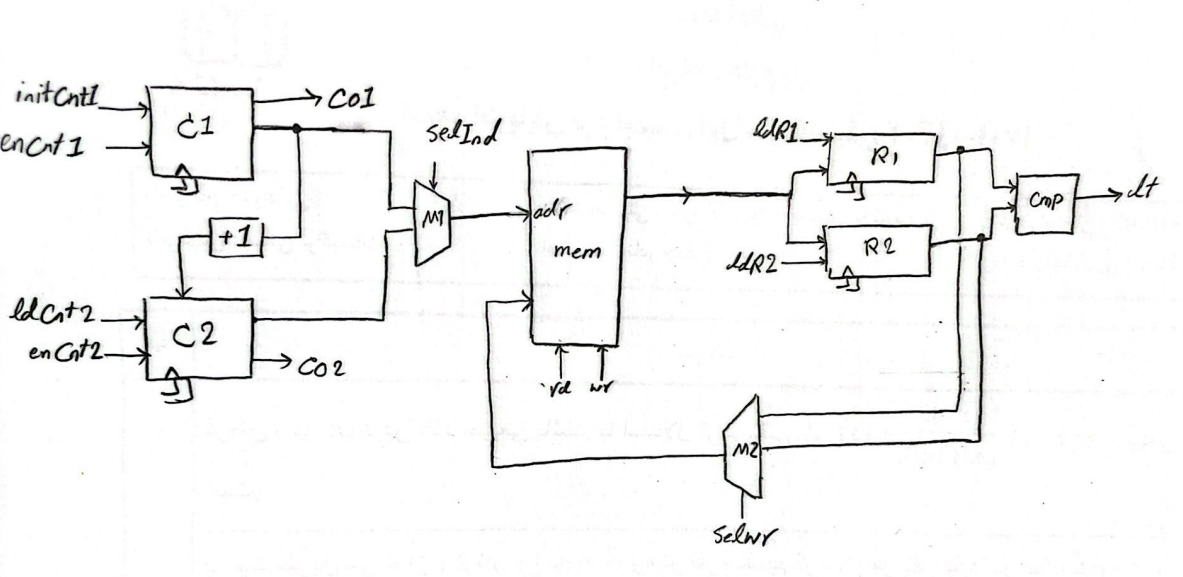 initCnt1
enCnt1
C1
Co1
+1
ldCnt2
enCnt2
C2
Co2
selInd
M1
adr
mem
rd
wr
ldR1
R1
ldR2
R2
cmp
lt
M2
selwr